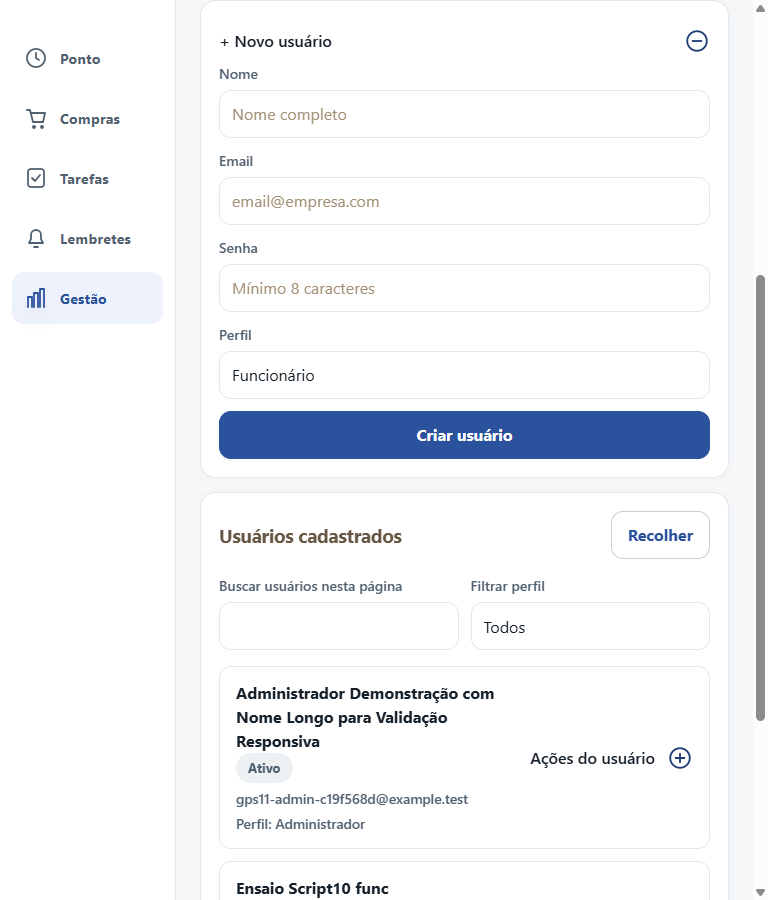 Ponto
Compras
Tarefas
Lembretes
Gestão
+ Novo usuário
Nome
Nome completo
Email
email@empresa.com
Senha
Mínimo 8 caracteres
Perfil
Funcionário
Criar usuário
Usuários cadastrados
Recolher
Buscar usuários nesta página
Filtrar perfil
Todos
Administrador Demonstração com
Nome Longo para Validação
Responsiva
Ativo
Ações do usuário
gps11-admin-c19f568d@example.test
Perfil: Administrador
Ensaio Script10 func